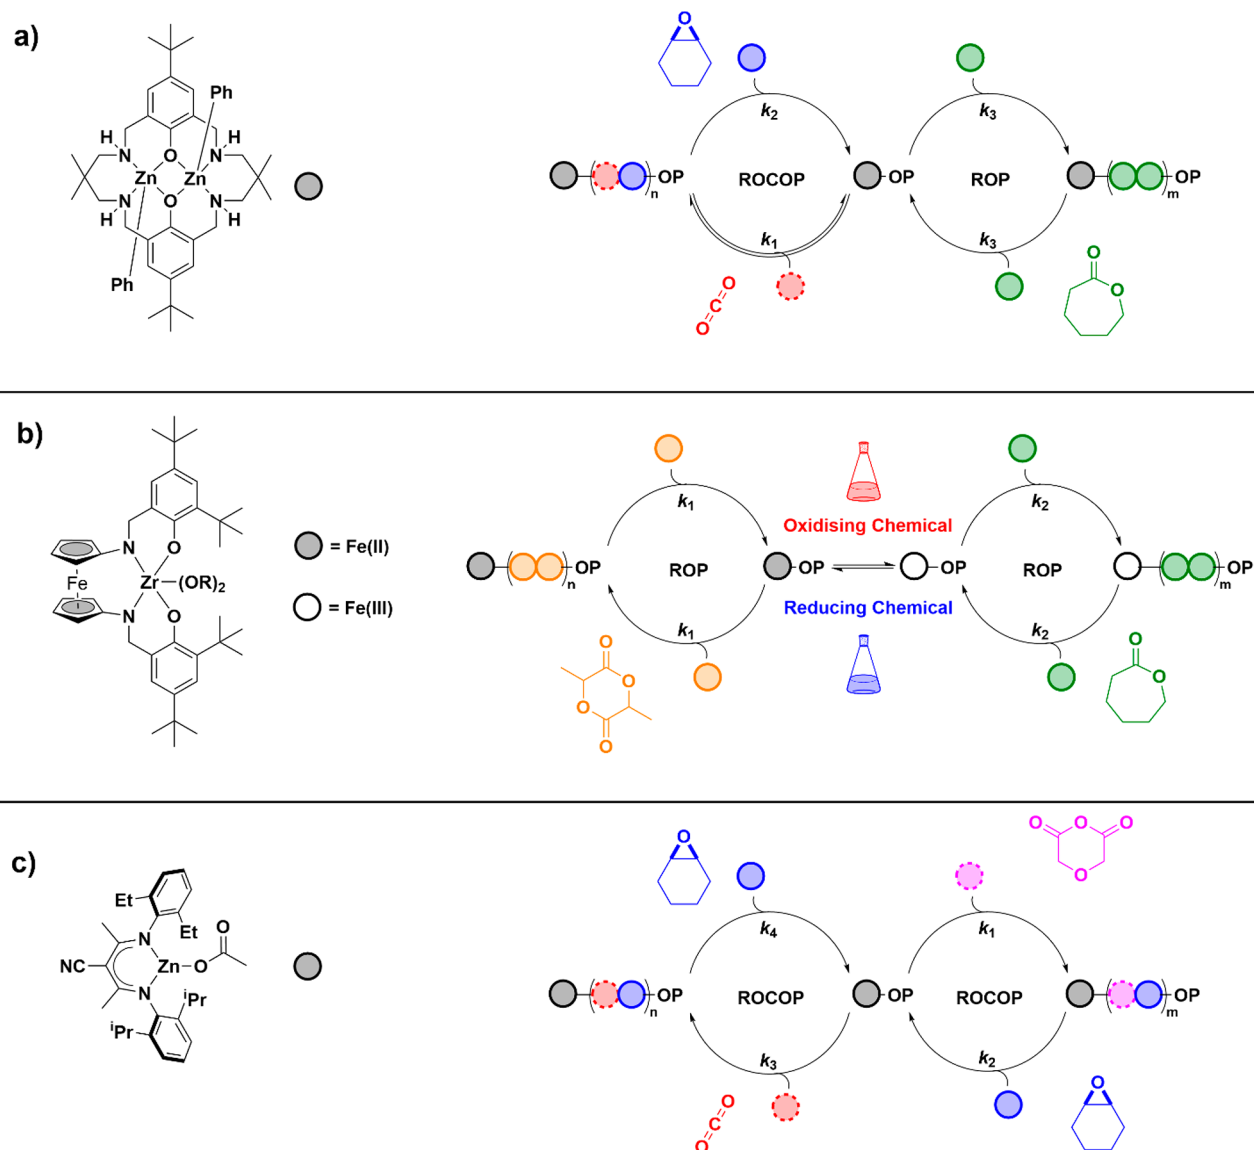 a)
Ph
H
H
N
O
N
Zn
Zn
N
O
N
H
H
Ph
O
k2
k3
n
OP
ROCOP
OP
ROP
m
OP
k1
k3
O
C
O
O
O
b)
N
O
Fe
Zr
(OR)2
N
O
= Fe(II)
= Fe(III)
k1
Oxidising Chemical
k2
n
OP
ROP
OP
OP
ROP
m
OP
Reducing Chemical
k1
k2
O
O
O
O
O
O
c)
Et
Et
N
O
NC
Zn
O
N
iPr
iPr
O
O
O
O
O
k4
k1
n
OP
ROCOP
OP
ROCOP
m
OP
k3
k2
O
C
O
O